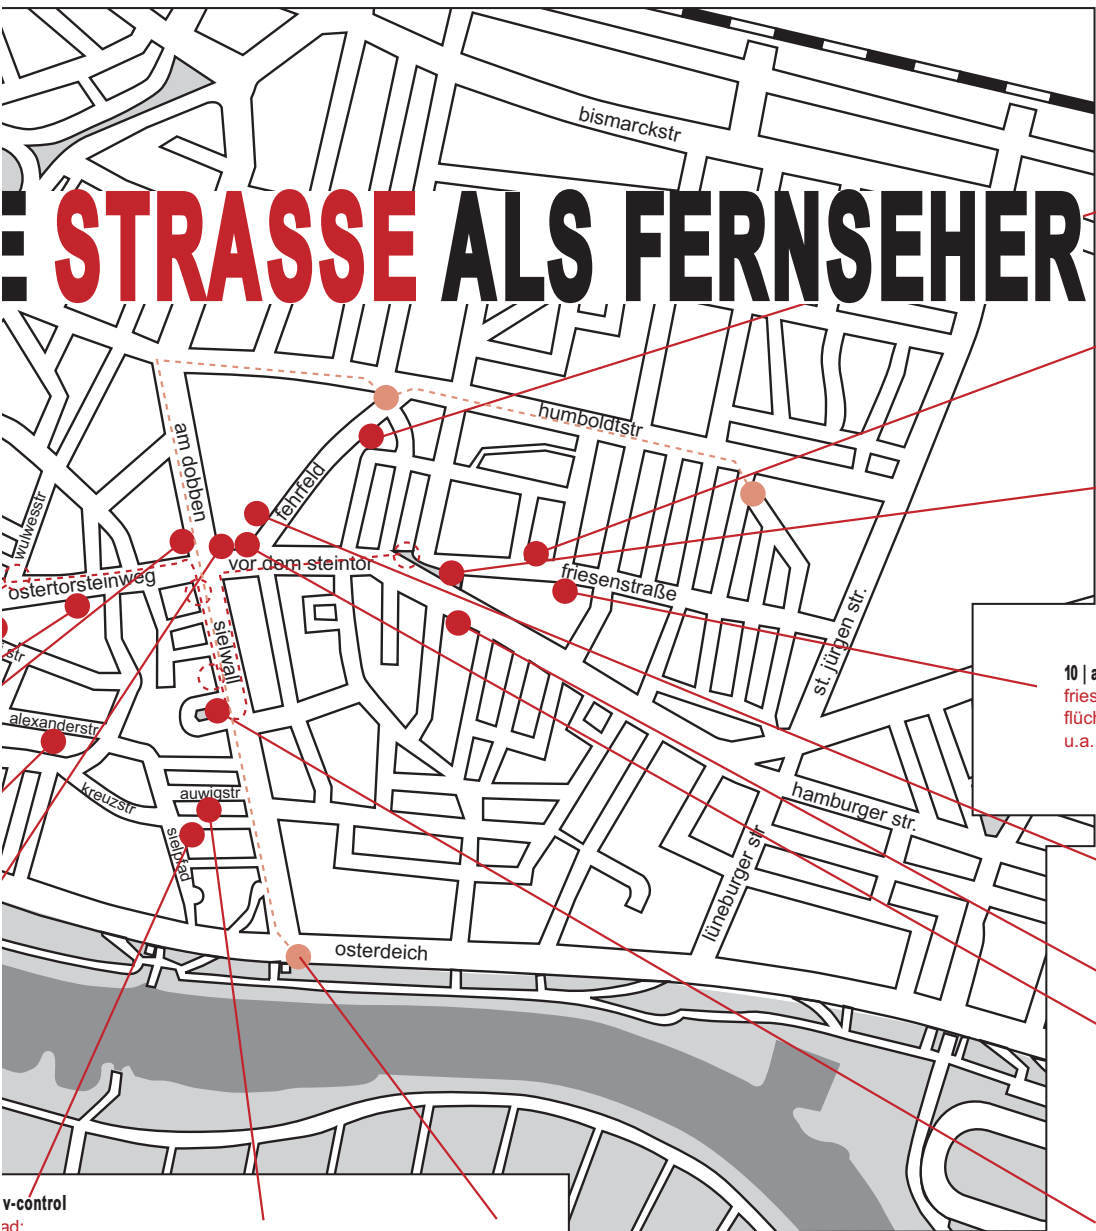 bismarckstr
E STRASSE ALS FERNSEHER
humboldtstr
am dobben
fehrfeld
wulwesstr
vor dem steintor
ostertorsteinweg
friesenstraße
sielwall
str
st. jürgen str.
10 | a
fries
flüch
u.a.
alexanderstr
kreuzstr
auwigstr
hamburger str.
sielpfad
lüneburger str
osterdeich
v-control
ad: